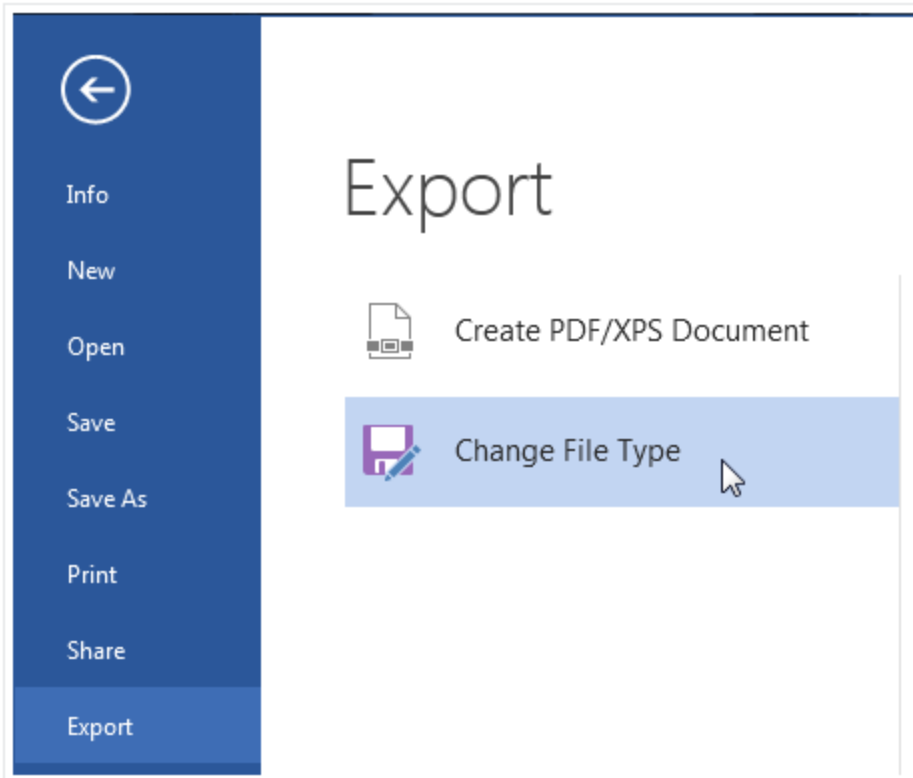 Info
New
Open
Save
Save As
Print
Share
Export
Export
Create PDF/XPS Document
Change File Type